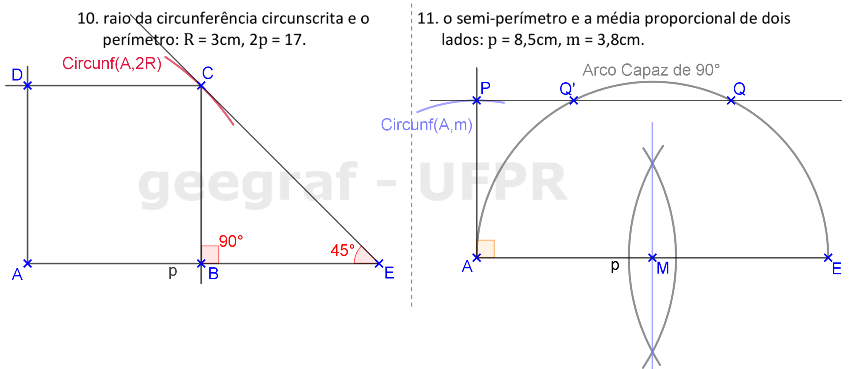 10. raio da circunferência circunscrita e o
perímetro: R = 3cm, 2p = 17.
Circunf(A,2R)
D
C
90°
45°
A
p
B
E
11. o semi-perímetro e a média proporcional de dois
lados: p = 8,5cm, m = 3,8cm.
Arco Capaz de 90°
P
Q'
Q
Circunf(A,m)
A
p
M
E
geegraf - UFPR